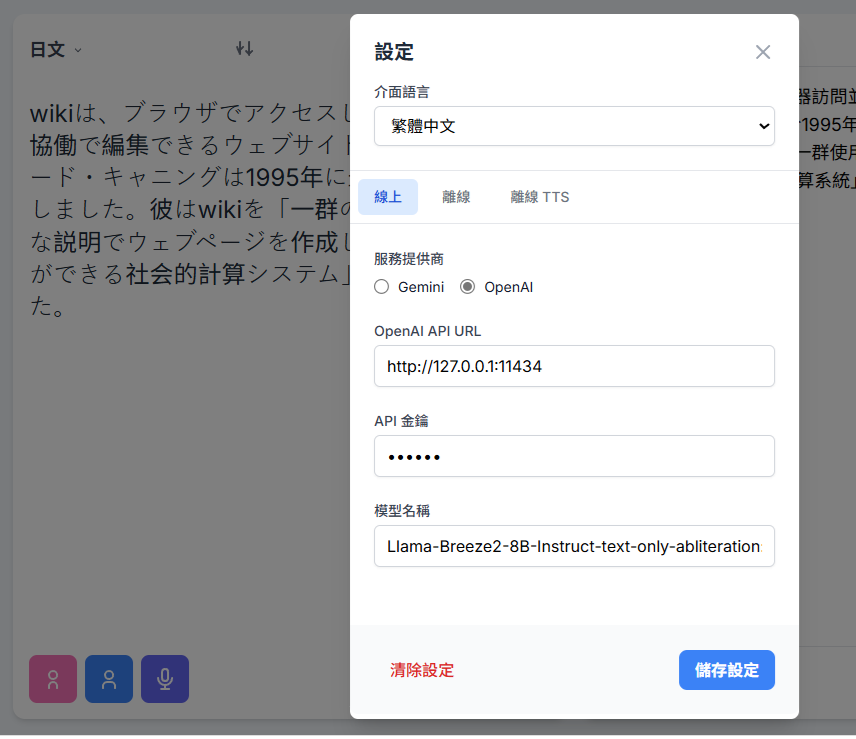 日文
wikiは、ブラウザでアクセスし
協働で編集できるウェブサイト
ード・キャニングは1995年に
しました。彼はwikiを「一群の
な説明でウェブページを作成し
ができる社会的計算システム」
た。
設定
介面語言
繁體中文
線上 離線 離線 TTS
服務提供商
Gemini OpenAI
OpenAI API URL
http://127.0.0.1:11434
API 金鑰
••••••
模型名稱
Llama-Breeze2-8B-Instruct-text-only-abliteration
清除設定 儲存設定
器訪問並
1995年
一群使用
算系統」